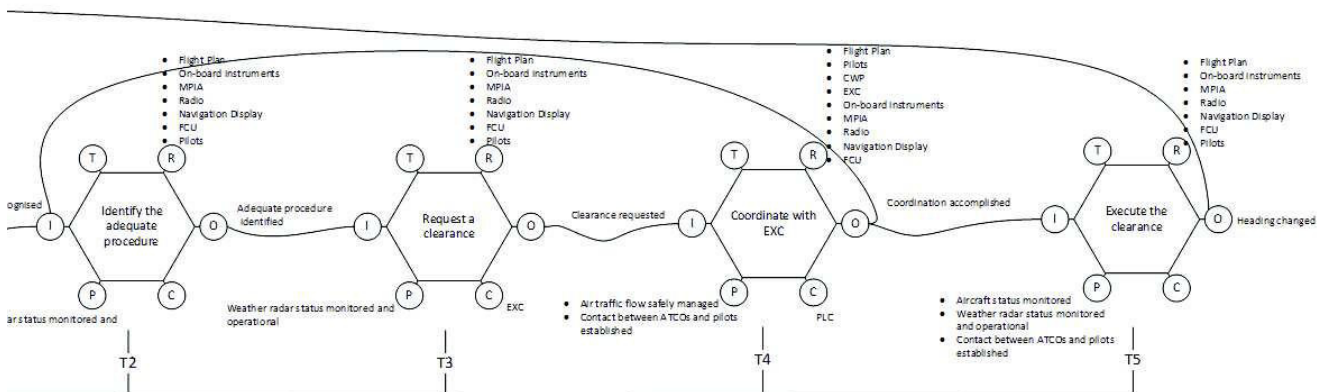 • Flight Plan
• On-board Instruments
• MPIA
• Radio
• Navigation Display
• FCU
• Pilots
• Flight Plan
• On-board Instruments
• MPIA
• Radio
• Navigation Display
• FCU
• Pilots
• Flight Plan
• Pilots
• CWP
• EXC
• On-board Instruments
• MPIA
• Radio
• Navigation Display
• FCU
• Flight Plan
• On-board Instruments
• MPIA
• Radio
• Navigation Display
• FCU
• Pilots
T
R
T
R
T
R
T
R
ognised
I
Identify the
adequate
procedure
O
Adequate procedure
identified
I
Request a
clearance
O
Clearance requested
I
Coordinate with
EXC
O
Coordination accomplished
I
Execute the
clearance
O
Heading changed
P
C
P
C
EXC
P
C
PLC
P
C
ar status monitored and
Weather radar status monitored and
operational
• Air traffic flow safely managed
• Contact between ATCOs and pilots
established
• Aircraft status monitored
• Weather radar status monitored
and operational
• Contact between ATCOs and pilots
established
T2
T3
T4
T5